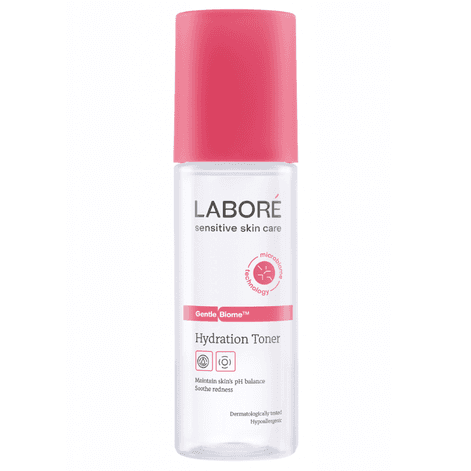 LABORÉ
sensitive skin care
microbiome
technology
Gentle Biome™
Hydration Toner
Maintain skin's pH balance
Soothe redness
Dermatologically tested
Hypoallergenic